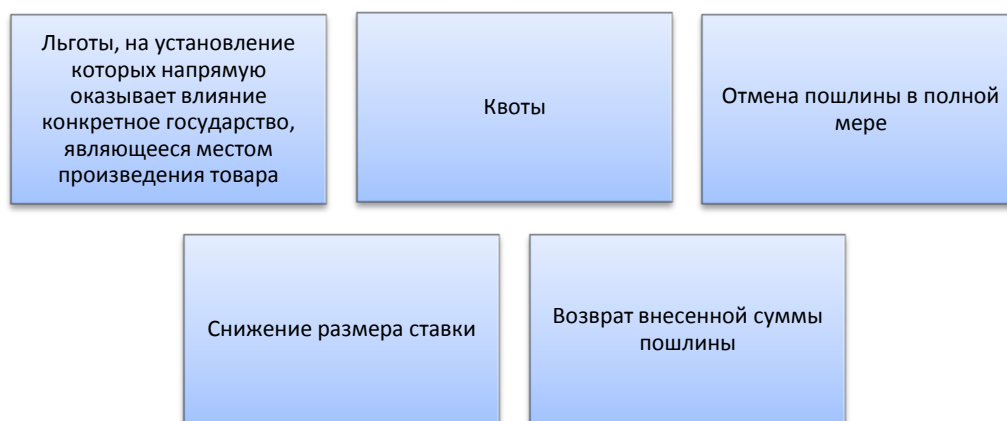 Льготы, на установление
которых напрямую
оказывает влияние
конкретное государство,
являющееся местом
произведения товара
Квоты
Отмена пошлины в полной
мере
Снижение размера ставки
Возврат внесенной суммы
пошлины